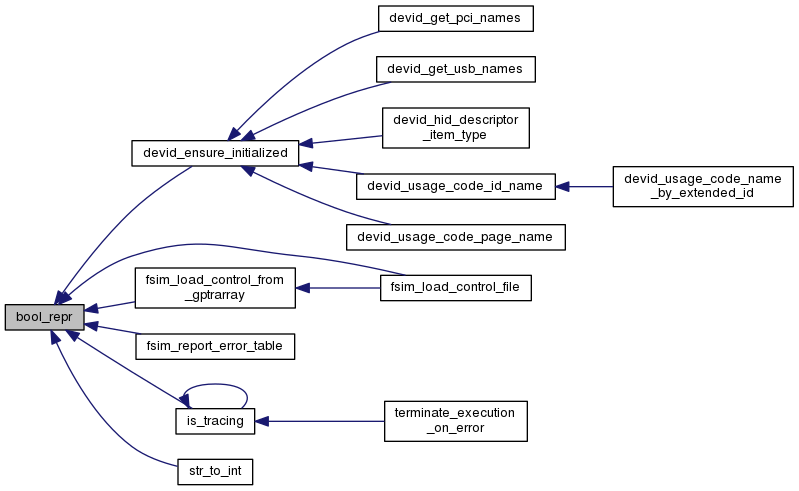 devid_get_pci_names
devid_get_usb_names
devid_hid_descriptor
_item_type
devid_ensure_initialized
devid_usage_code_id_name
devid_usage_code_name
_by_extended_id
devid_usage_code_page_name
fsim_load_control_from
_gptrarray
fsim_load_control_file
bool_repr
fsim_report_error_table
is_tracing
terminate_execution
_on_error
str_to_int